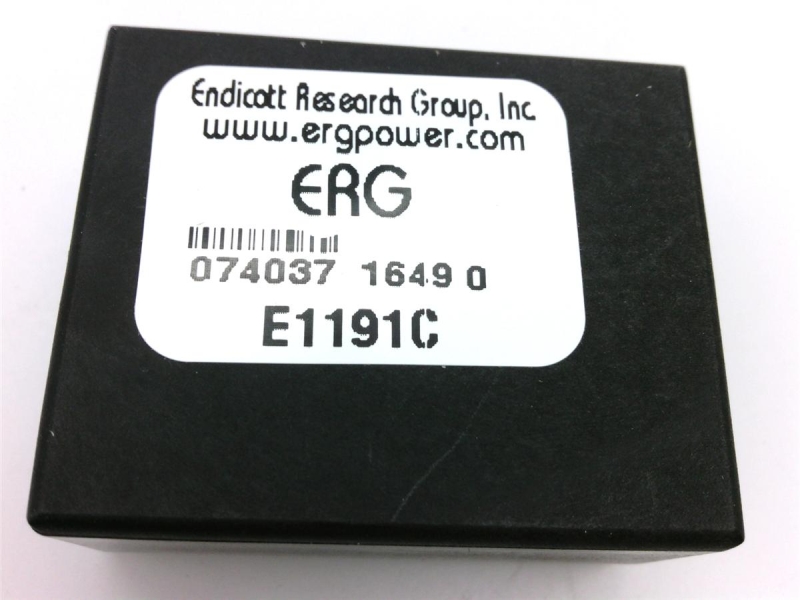 Endicott Research Group, Inc
www.ergpower.com
ERG
074037 1649 0
E1191C